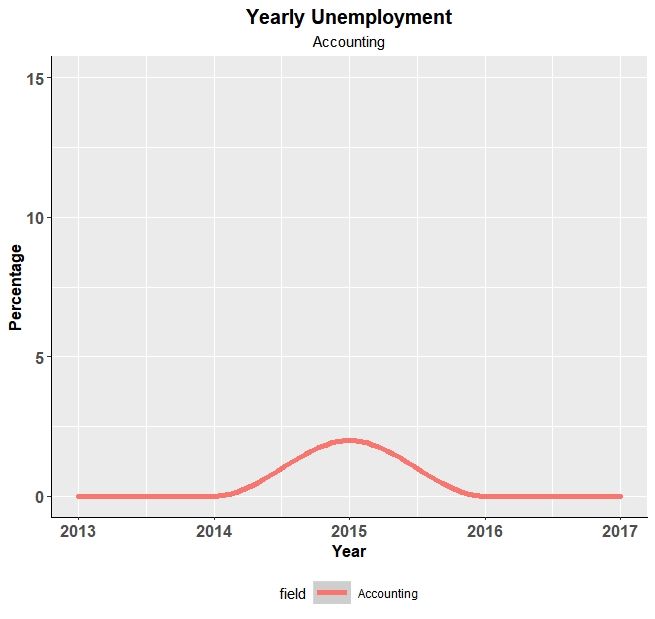 Yearly Unemployment
Accounting
15
10
5
0
Percentage
2013 2014 2015 2016 2017
Year
field Accounting